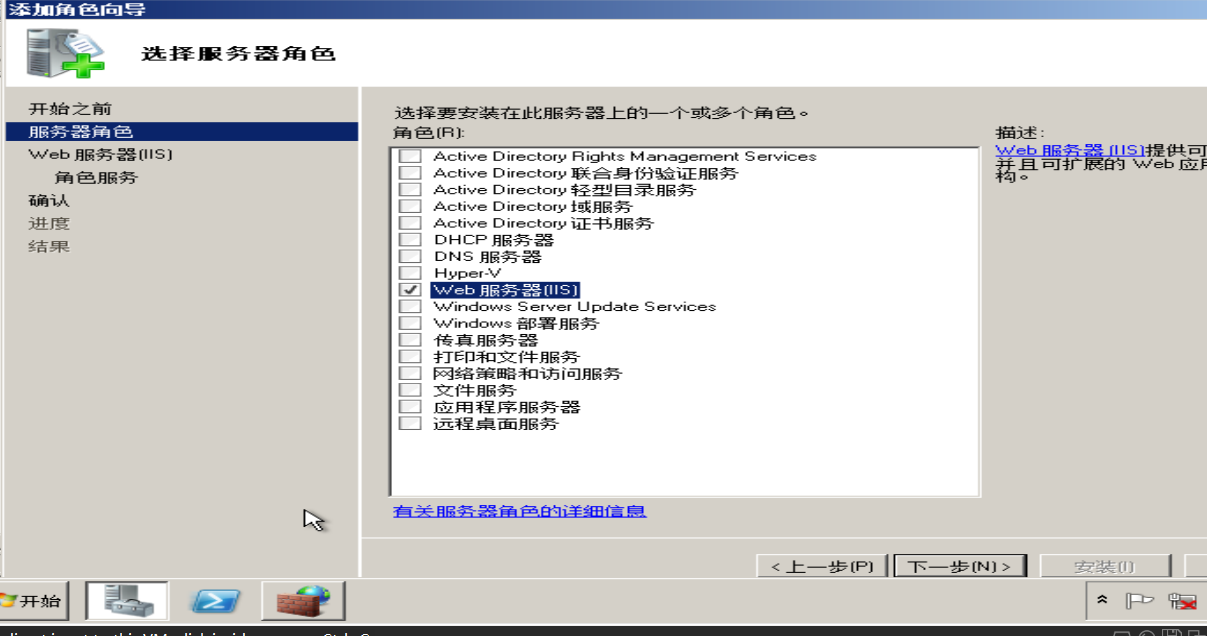 添加角色向导
选择服务器角色
开始之前
服务器角色
Web 服务器(IIS)
角色服务
确认
进度
结果
选择要安装在此服务器上的一个或多个角色。
角色(R):
Active Directory Rights Management Services
Active Directory 联合身份验证服务
Active Directory 轻型目录服务
Active Directory 域服务
Active Directory 证书服务
DHCP 服务器
DNS 服务器
Hyper-V
Web 服务器(IIS)
Windows Server Update Services
Windows 部署服务
传真服务器
打印和文件服务
网络策略和访问服务
文件服务
应用程序服务器
远程桌面服务
有关服务器角色的详细信息
描述:
Web 服务器 (IIS)提供可
并且可扩展的 Web 应用
构。
< 上一步(P)
下一步(N) >
安装(I)
开始